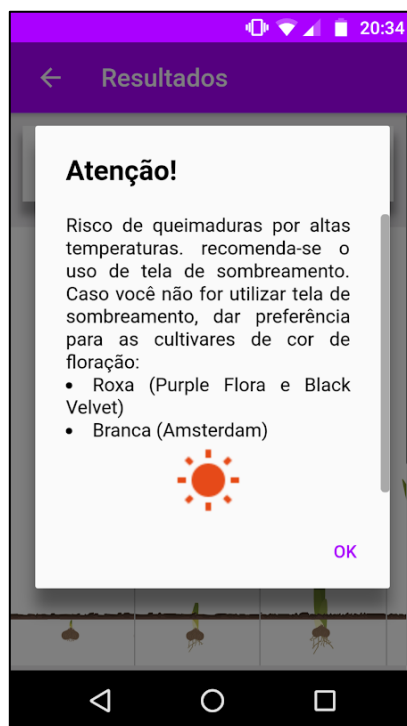 20:34
Resultados
Atenção!
Risco de queimaduras por altas
temperaturas. recomenda-se o
uso de tela de sombreamento.
Caso você não for utilizar tela de
sombreamento, dar preferência
para as cultivares de cor de
floração:
• Roxa (Purple Flora e Black
Velvet)
• Branca (Amsterdam)
OK